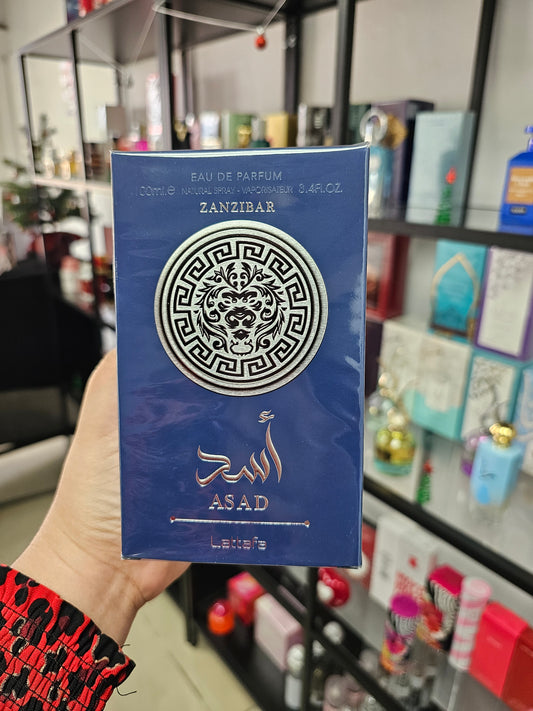 EAU DE PARFUM
100ml.e NATURAL SPRAY - VAPORISATEUR 3.4FL.OZ.
ZANZIBAR
أسد
ASAD
Lattafa